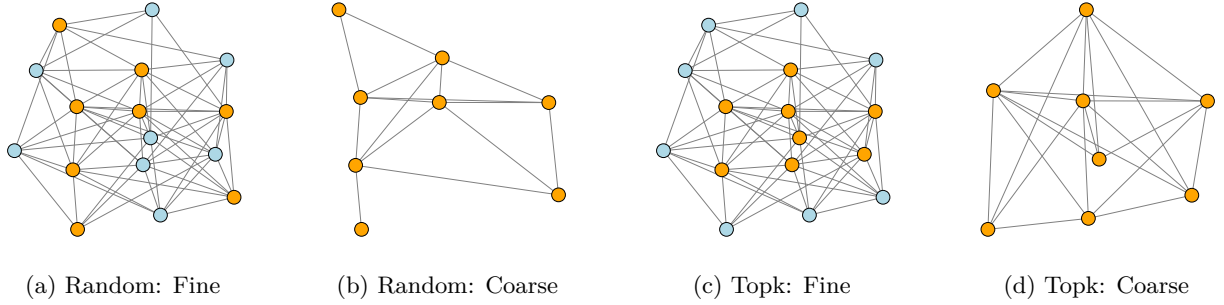 (a) Random: Fine
(b) Random: Coarse
(c) Topk: Fine
(d) Topk: Coarse